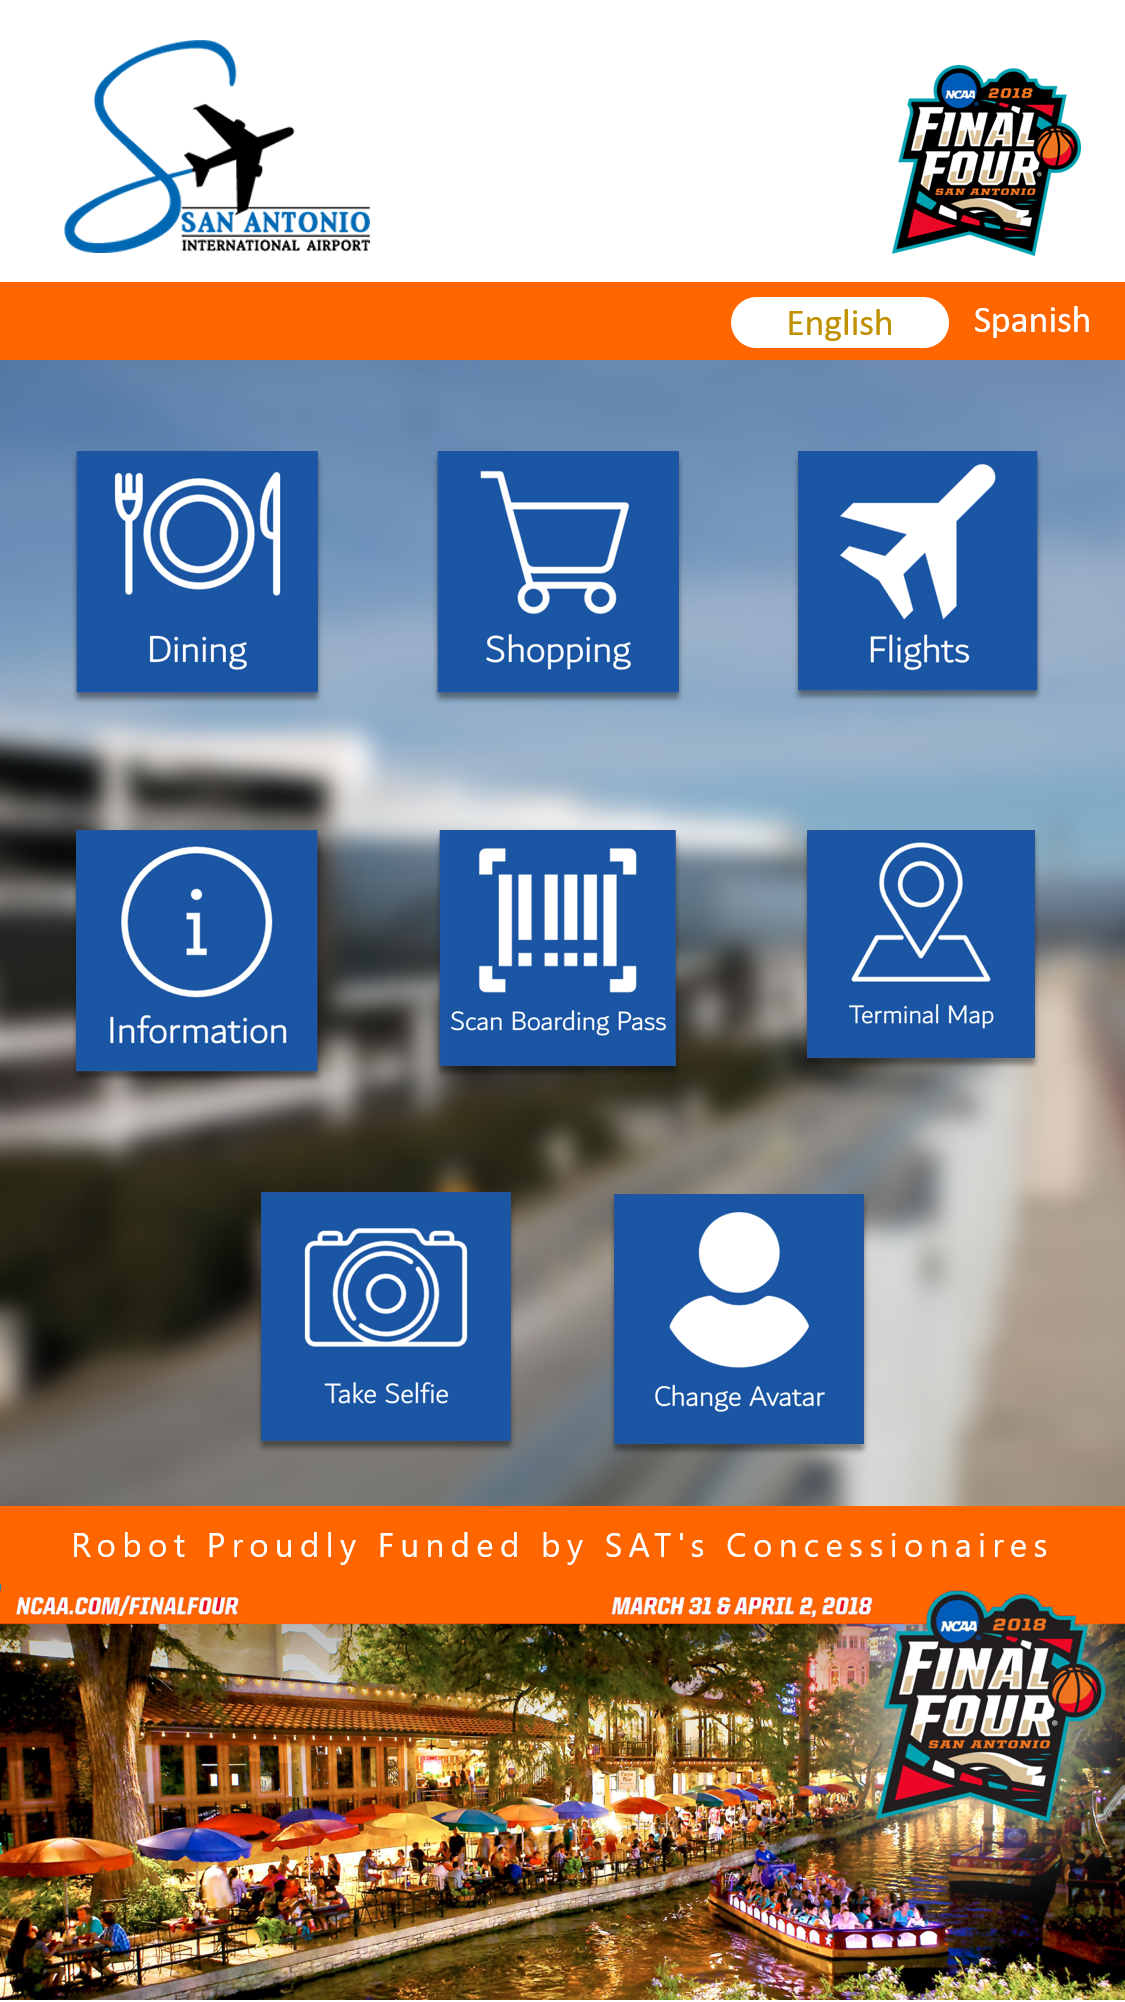 SAN ANTONIO
INTERNATIONAL AIRPORT
NCAA 2018
FINAL
FOUR®
SAN ANTONIO
English
Spanish
Dining
Shopping
Flights
Information
Scan Boarding Pass
Terminal Map
Take Selfie
Change Avatar
Robot Proudly Funded by SAT's Concessionaires
NCAA.COM/FINALFOUR
MARCH 31 & APRIL 2, 2018
NCAA 2018
FINAL
FOUR®
SAN ANTONIO